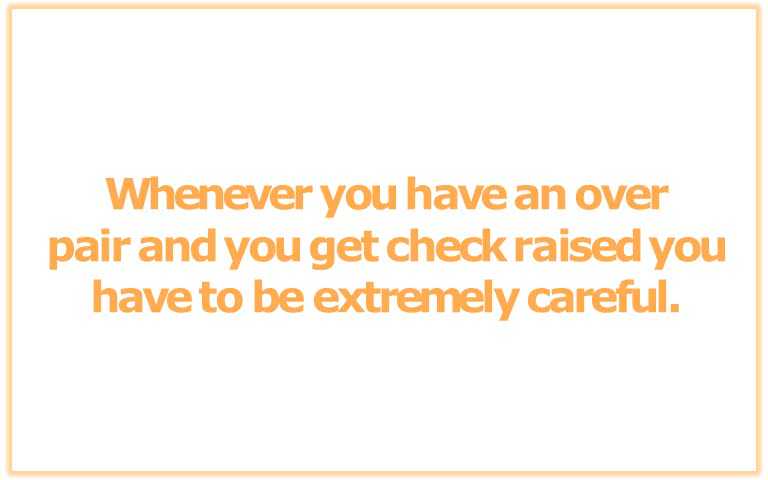 Whenever you have an over
pair and you get check raised you
have to be extremely careful.